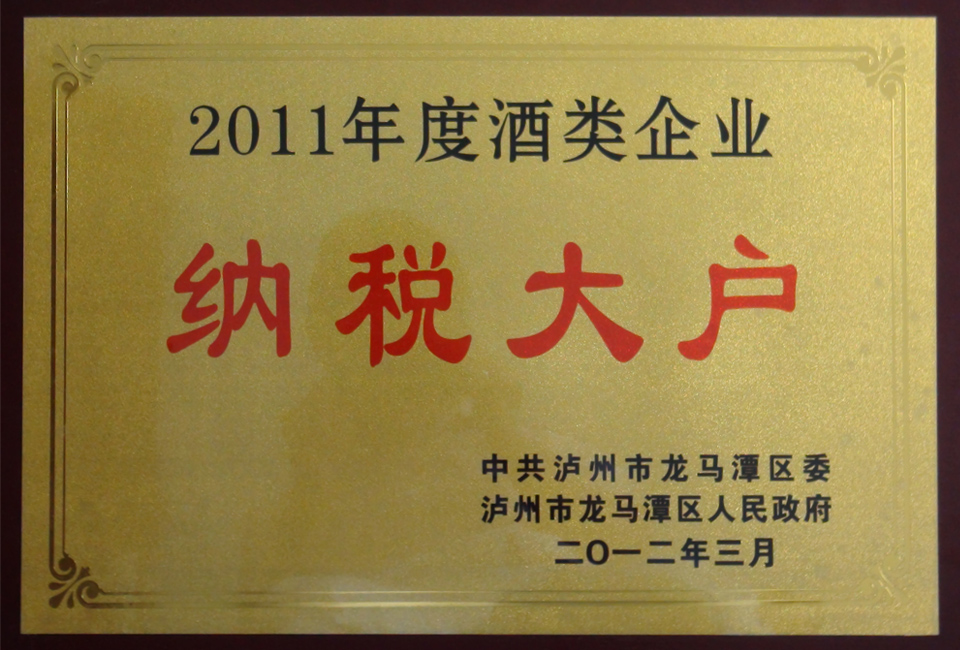 2011年度酒类企业
纳税大户
中共泸州市龙马潭区委
泸州市龙马潭区人民政府
二〇一二年三月